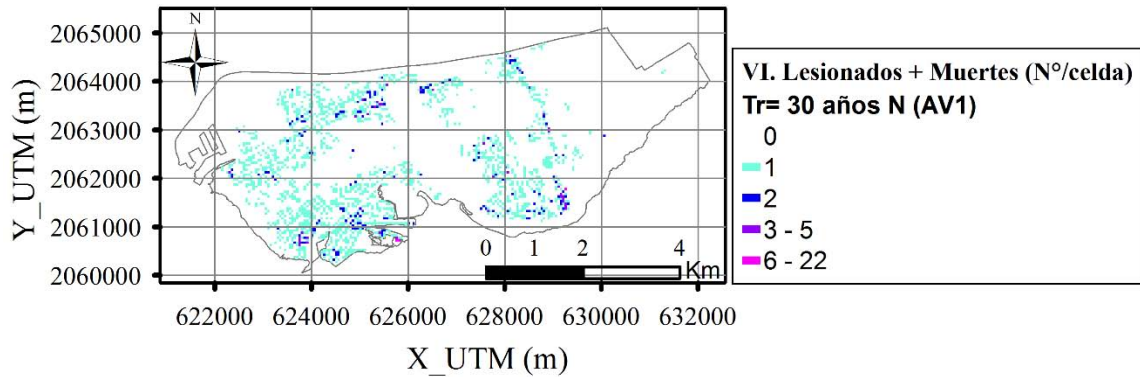 N
2065000
2064000
2063000
2062000
2061000
2060000
Y_UTM (m)
0 1 2 4
Km
622000 624000 626000 628000 630000 632000
X_UTM (m)
VI. Lesionados + Muertes (N°/celda)
Tr= 30 años N (AV1)
0
1
2
3 - 5
6 - 22